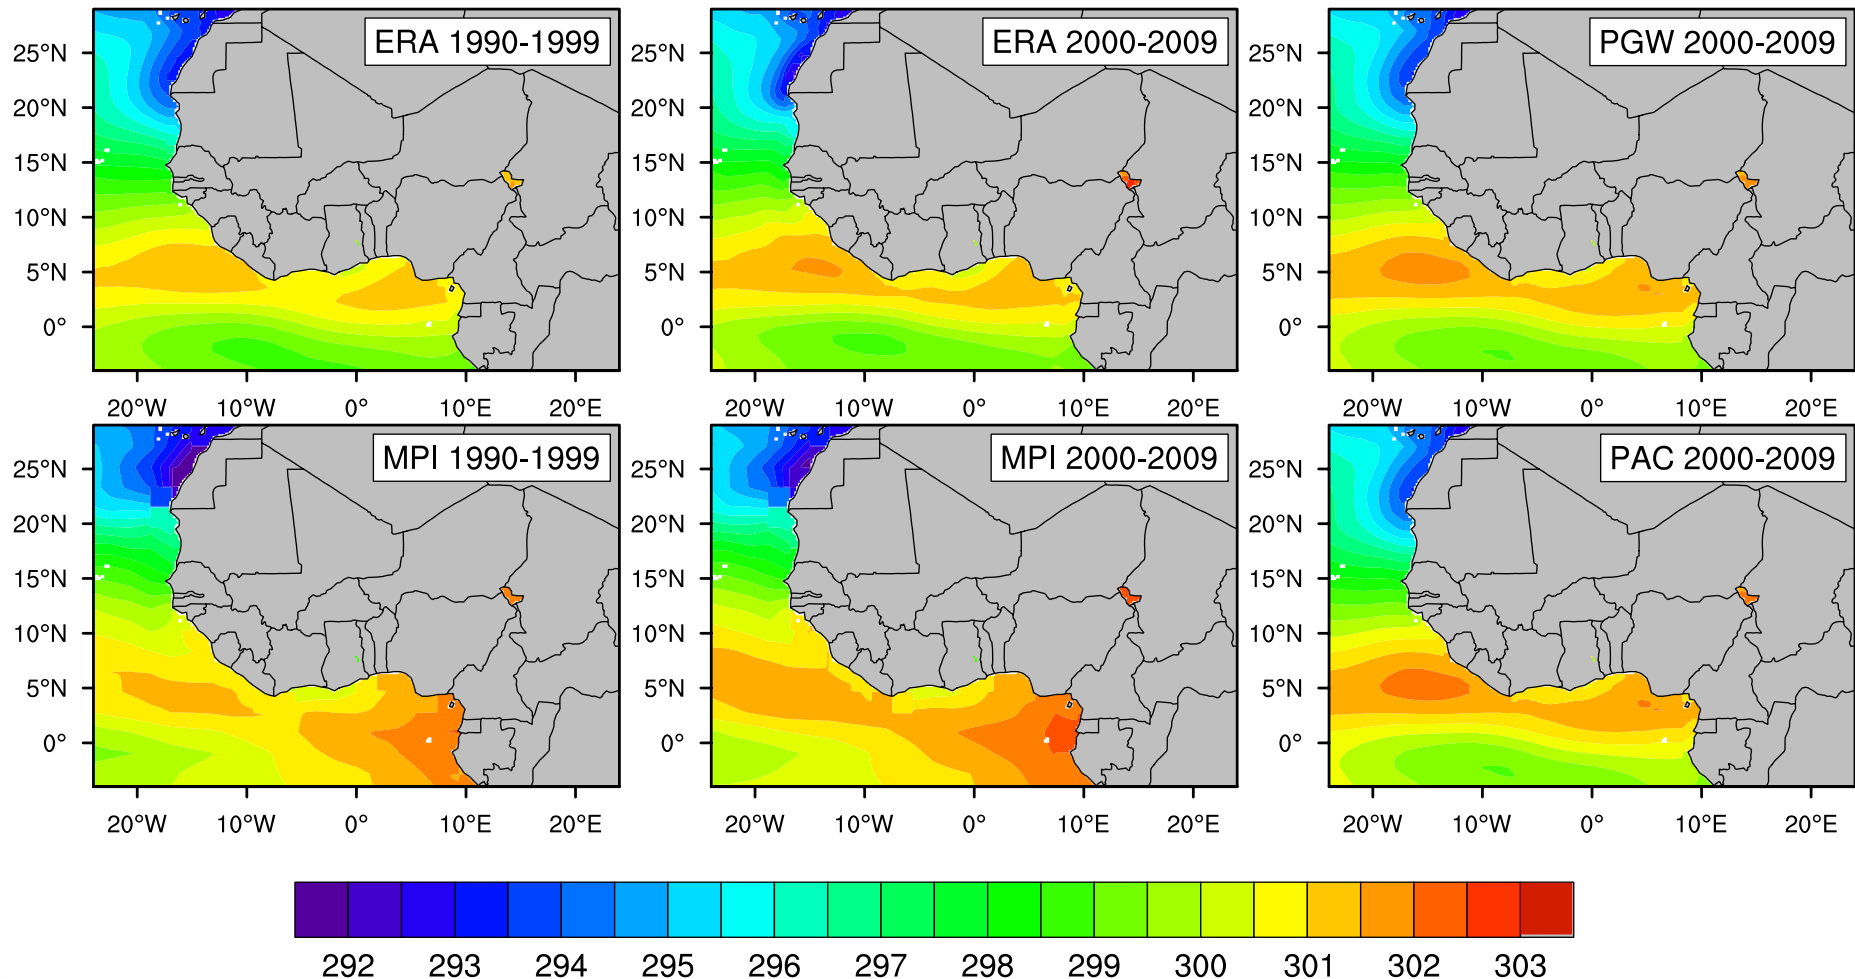 ERA 1990-1999
ERA 2000-2009
PGW 2000-2009
25°N 25°N 25°N
20°N 20°N 20°N
15°N 15°N 15°N
10°N 10°N 10°N
5°N 5°N 5°N
0° 0° 0°
20°W 10°W 0° 10°E 20°E 20°W 10°W 0° 10°E 20°E 20°W 10°W 0° 10°E 20°E
MPI 1990-1999
MPI 2000-2009
PAC 2000-2009
25°N 25°N 25°N
20°N 20°N 20°N
15°N 15°N 15°N
10°N 10°N 10°N
5°N 5°N 5°N
0° 0° 0°
20°W 10°W 0° 10°E 20°E 20°W 10°W 0° 10°E 20°E 20°W 10°W 0° 10°E 20°E
292 293 294 295 296 297 298 299 300 301 302 303